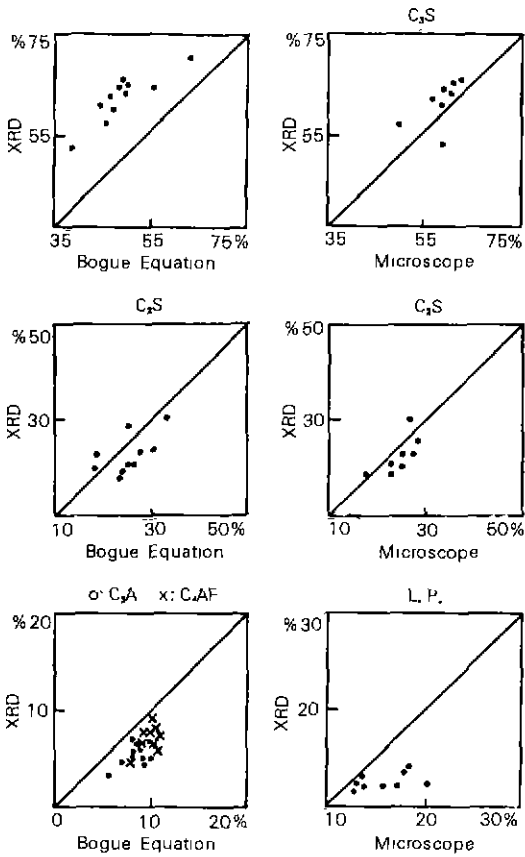 % 75
XRD
55
35 55 75%
Bogue Equation
C₃S
% 75
XRD
55
35 55 75%
Microscope
C₂S
% 50
XRD
30
10 30 50%
Bogue Equation
C₂S
% 50
XRD
30
10 30 50%
Microscope
o: C₃A x: C₄AF
% 20
XRD
10
0 10 20%
Bogue Equation
L. P.
% 30
XRD
20
10 20 30%
Microscope